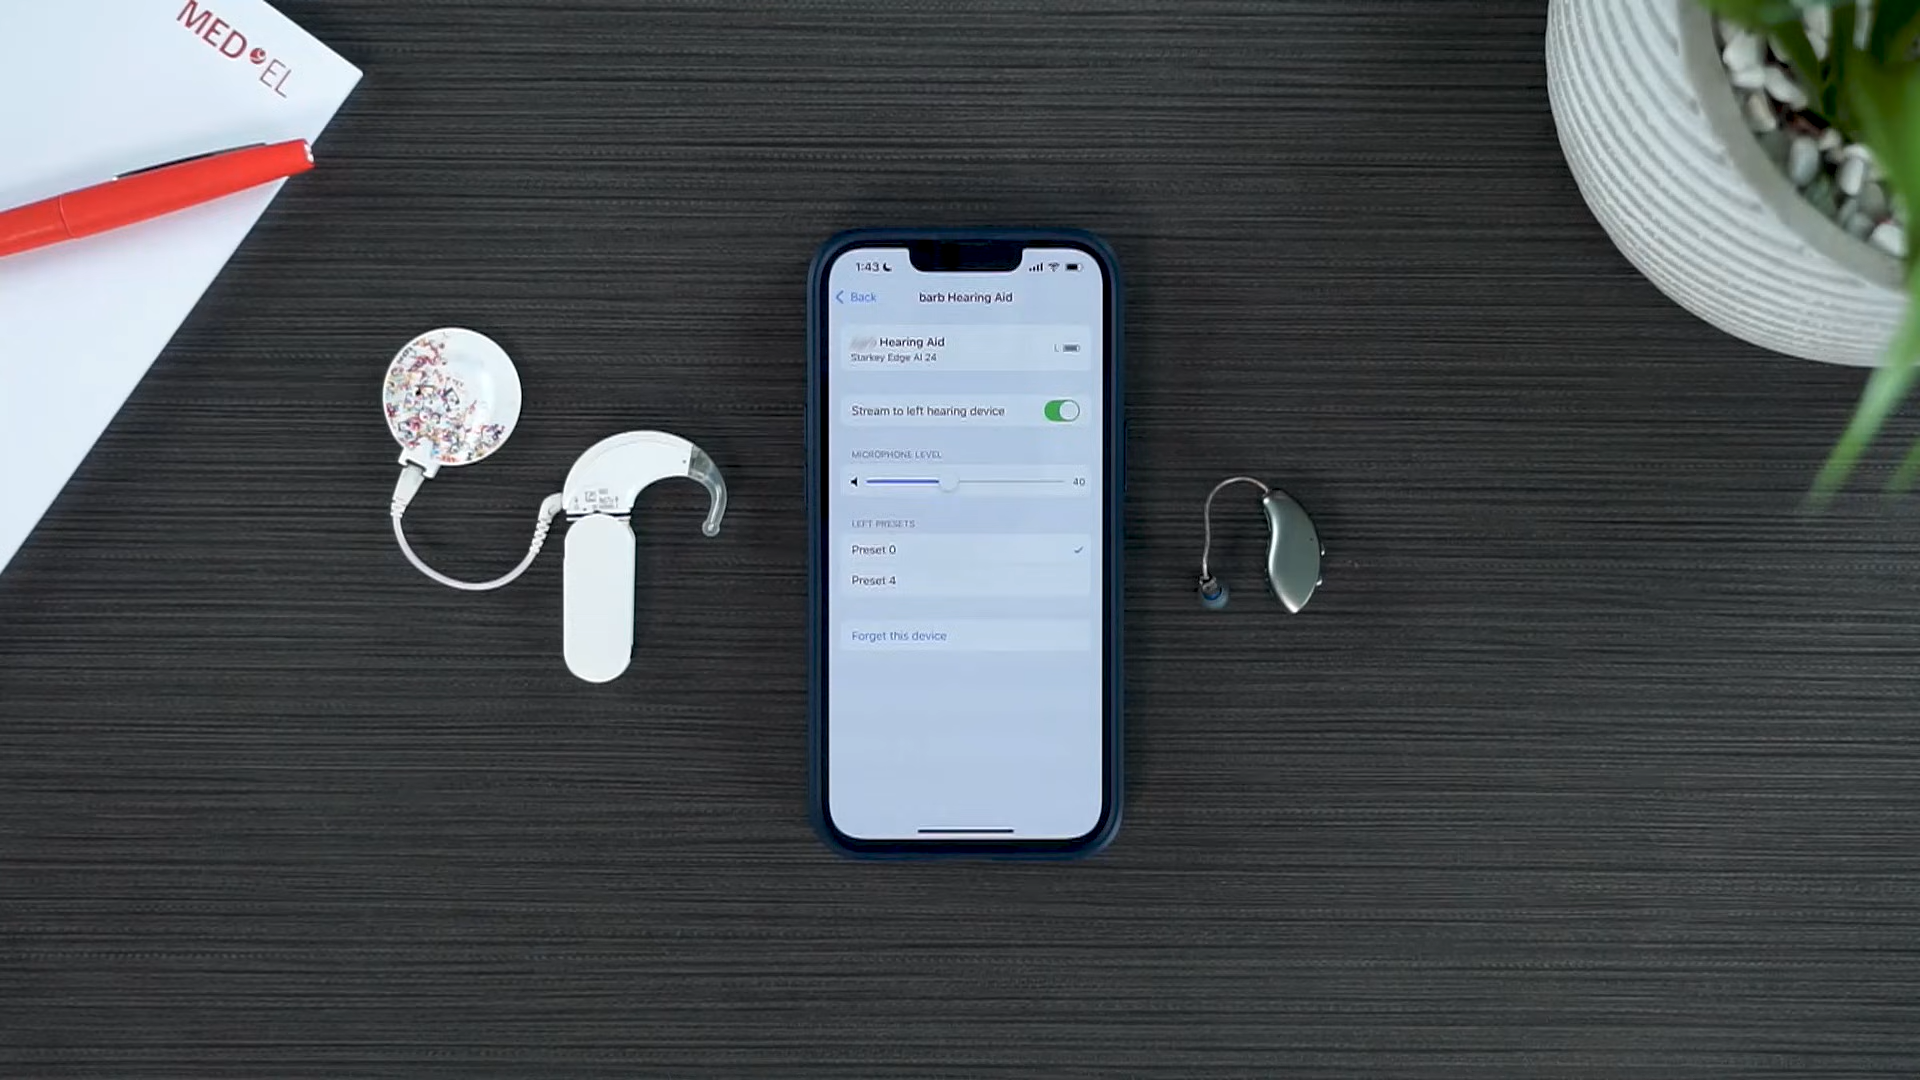 MED EL
1:43
Back
barb Hearing Aid
Hearing Aid
Starkey Edge AI 24
L
Stream to left hearing device
MICROPHONE LEVEL
40
LEFT PRESETS
Preset 0
Preset 4
Forget this device